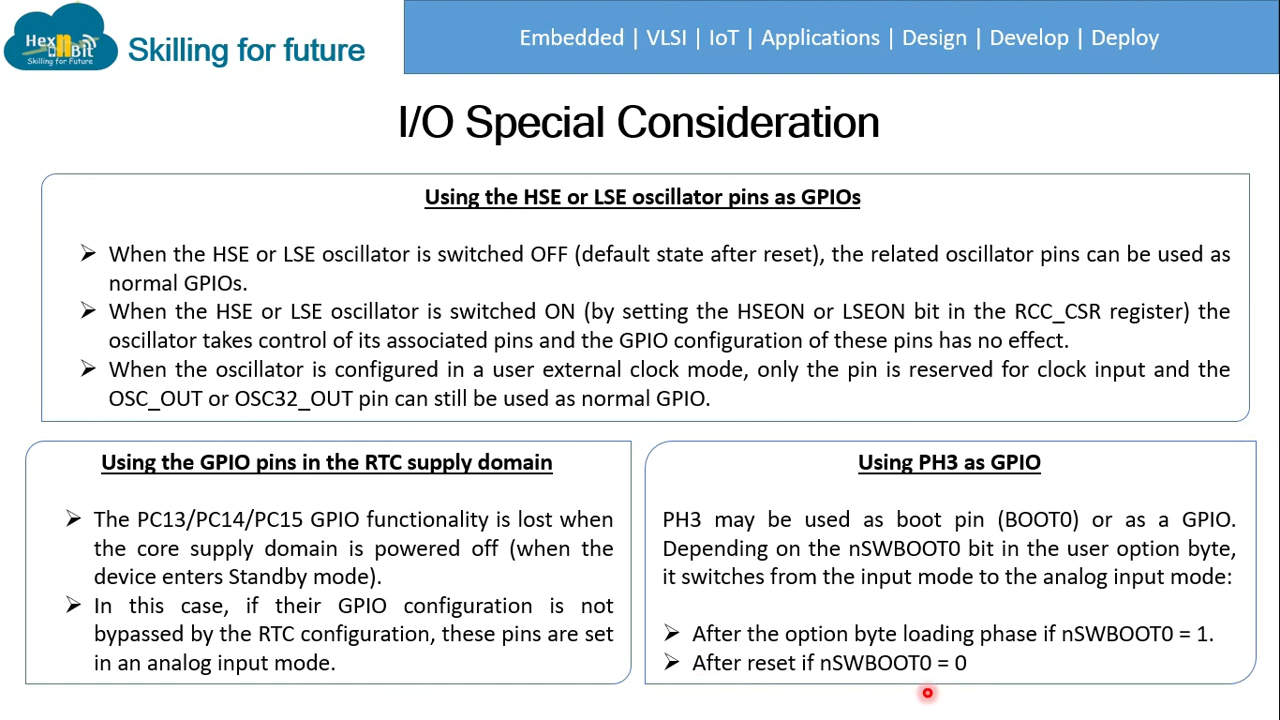 Hex n Bit
Skilling for Future
Skilling for future
Embedded | VLSI | IoT | Applications | Design | Develop | Deploy
I/O Special Consideration
Using the HSE or LSE oscillator pins as GPIOs
➢ When the HSE or LSE oscillator is switched OFF (default state after reset), the related oscillator pins can be used as
normal GPIOs.
➢ When the HSE or LSE oscillator is switched ON (by setting the HSEON or LSEON bit in the RCC_CSR register) the
oscillator takes control of its associated pins and the GPIO configuration of these pins has no effect.
➢ When the oscillator is configured in a user external clock mode, only the pin is reserved for clock input and the
OSC_OUT or OSC32_OUT pin can still be used as normal GPIO.
Using the GPIO pins in the RTC supply domain
➢ The PC13/PC14/PC15 GPIO functionality is lost when
the core supply domain is powered off (when the
device enters Standby mode).
➢ In this case, if their GPIO configuration is not
bypassed by the RTC configuration, these pins are set
in an analog input mode.
Using PH3 as GPIO
PH3 may be used as boot pin (BOOT0) or as a GPIO.
Depending on the nSWBOOT0 bit in the user option byte,
it switches from the input mode to the analog input mode:
➢ After the option byte loading phase if nSWBOOT0 = 1.
➢ After reset if nSWBOOT0 = 0